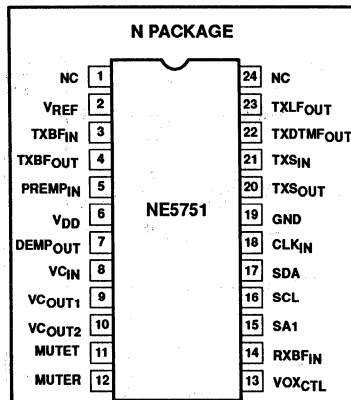 N PACKAGE
NC 1 24 NC
VREF 2 23 TXLFOUT
TXBFIN 3 22 TXDTMFOUT
TXBFOUT 4 21 TXSIN
PREMPIN 5 20 TXSOUT
VDD 6 NE5751 19 GND
DEMPOUT 7 18 CLKIN
VCIN 8 17 SDA
VCOUT1 9 16 SCL
VCOUT2 10 15 SA1
MUTET 11 14 RXBFIN
MUTER 12 13 VOXCTL